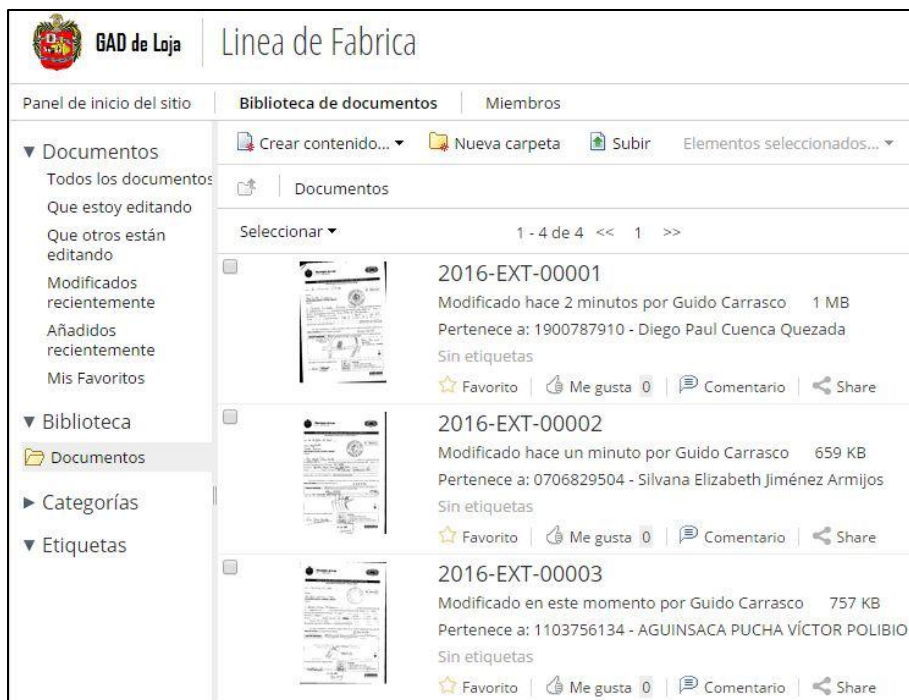 GAD de Loja
Linea de Fabrica
Panel de inicio del sitio
Biblioteca de documentos
Miembros
Documentos
Todos los documentos
Que estoy editando
Que otros están
editando
Modificados
recientemente
Añadidos
recientemente
Mis Favoritos
Biblioteca
Documentos
Categorías
Etiquetas
Crear contenido...
Nueva carpeta
Subir
Elementos seleccionados...
Documentos
Seleccionar
1 - 4 de 4 << 1 >>
2016-EXT-00001
Modificado hace 2 minutos por Guido Carrasco 1 MB
Pertenece a: 1900787910 - Diego Paul Cuenca Quezada
Sin etiquetas
Favorito Me gusta 0 Comentario Share
2016-EXT-00002
Modificado hace un minuto por Guido Carrasco 659 KB
Pertenece a: 0706829504 - Silvana Elizabeth Jiménez Armijos
Sin etiquetas
Favorito Me gusta 0 Comentario Share
2016-EXT-00003
Modificado en este momento por Guido Carrasco 757 KB
Pertenece a: 1103756134 - AGUINSACA PUCHA VÍCTOR POLIBIO
Sin etiquetas
Favorito Me gusta 0 Comentario Share